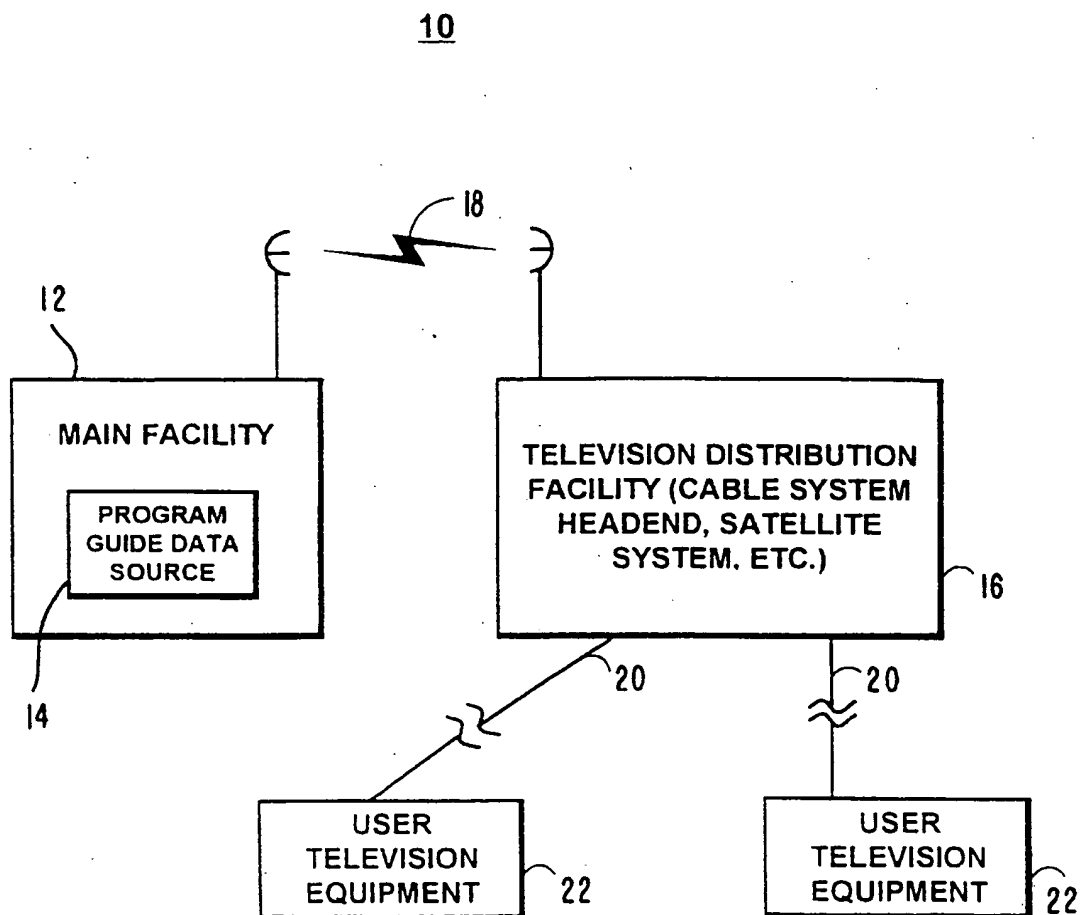 10
18
12
MAIN FACILITY
PROGRAM
GUIDE DATA
SOURCE
14
TELEVISION DISTRIBUTION
FACILITY (CABLE SYSTEM
HEADEND, SATELLITE
SYSTEM. ETC.)
16
20
20
USER
TELEVISION
EQUIPMENT
22
USER
TELEVISION
EQUIPMENT
22